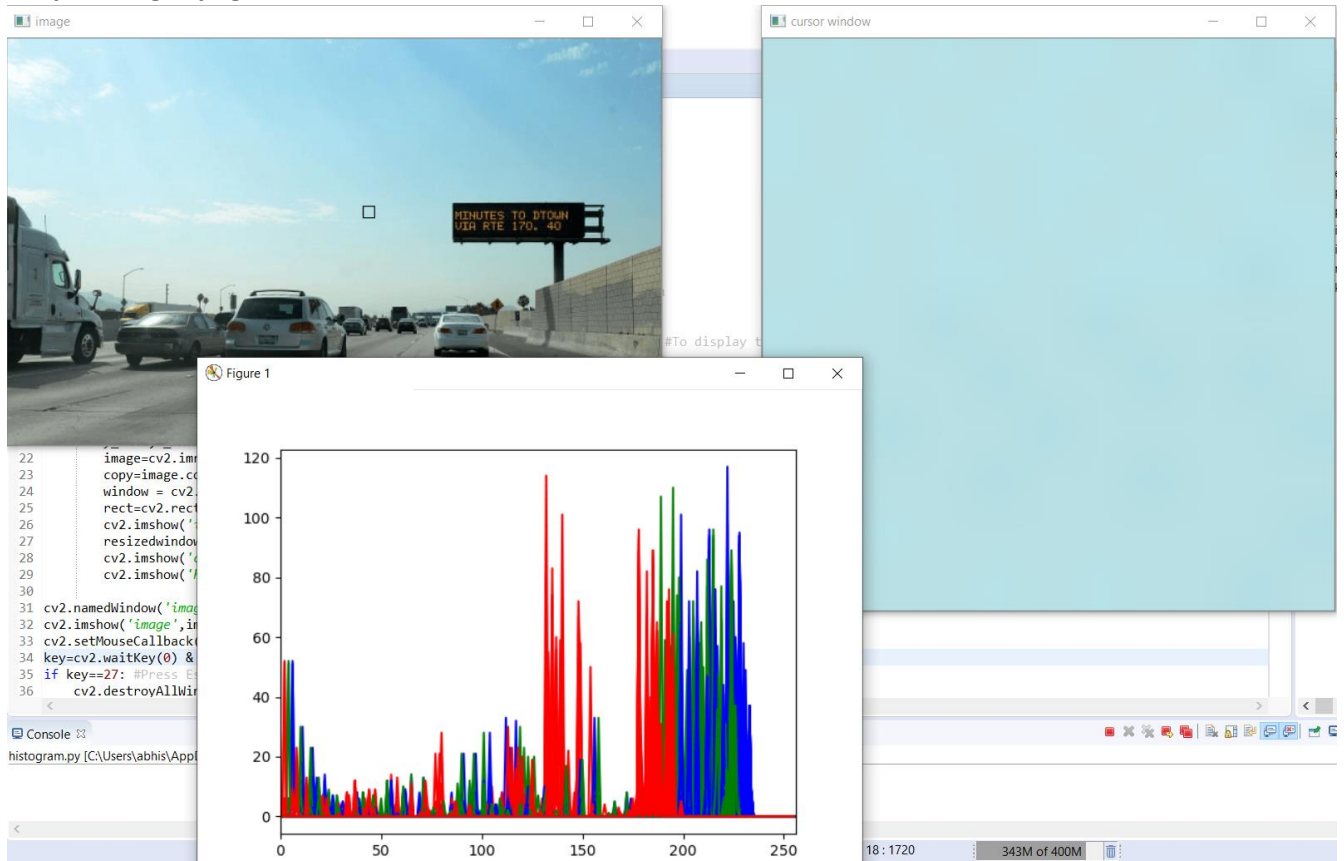 image
cursor window
MINUTES TO DTOWN
VIA RTE 170. 40
#To display t
Figure 1
22 image=cv2.imr
23 copy=image.co
24 window = cv2.
25 rect=cv2.rect
26 cv2.imshow('
27 resizedwindow
28 cv2.imshow('
29 cv2.imshow('
30
31 cv2.namedWindow('imag
32 cv2.imshow('image',im
33 cv2.setMouseCallback(
34 key=cv2.waitKey(0) &
35 if key==27: #Press Es
36 cv2.destroyAllWin
120
100
80
60
40
20
0
0 50 100 150 200 250
Console
histogram.py [C:\Users\abhis\AppD
18 : 1720
343M of 400M